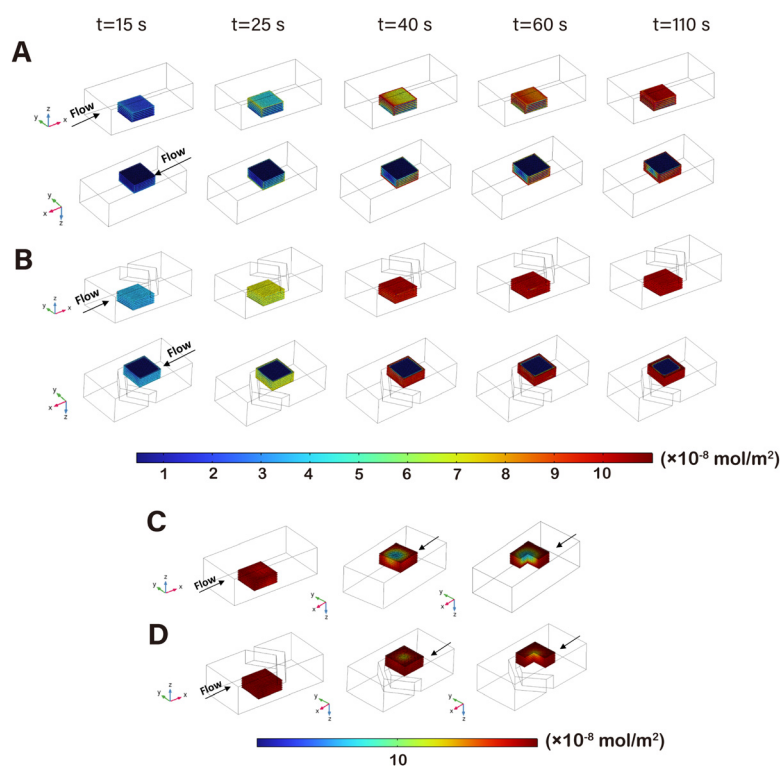 t=15 s t=25 s t=40 s t=60 s t=110 s
A
Flow
z
y x
Flow
y
x
z
B
Flow
z
y x
Flow
y
x
z
1 2 3 4 5 6 7 8 9 10 (×10⁻⁸ mol/m²)
C
Flow
z
y x
y
x
z
y
x
z
D
Flow
z
y x
y
x
z
y
x
z
10 (×10⁻⁸ mol/m²)